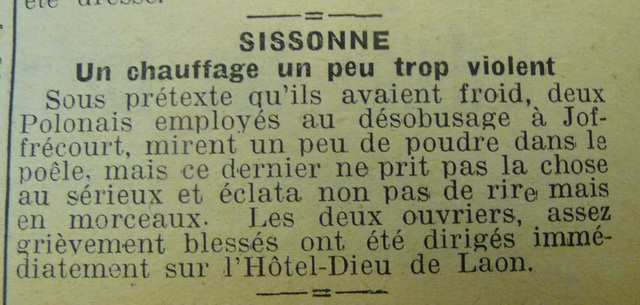 été dressé.
SISSONNE
Un chauffage un peu trop violent
Sous prétexte qu'ils avaient froid, deux
Polonais employés au désobusage à Jof-
frécourt, mirent un peu de poudre dans le
poêle, mais ce dernier ne prit pas la chose
au sérieux et éclata non pas de rire mais
en morceaux. Les deux ouvriers, assez
grièvement blessés ont été dirigés immé-
diatement sur l'Hôtel-Dieu de Laon.